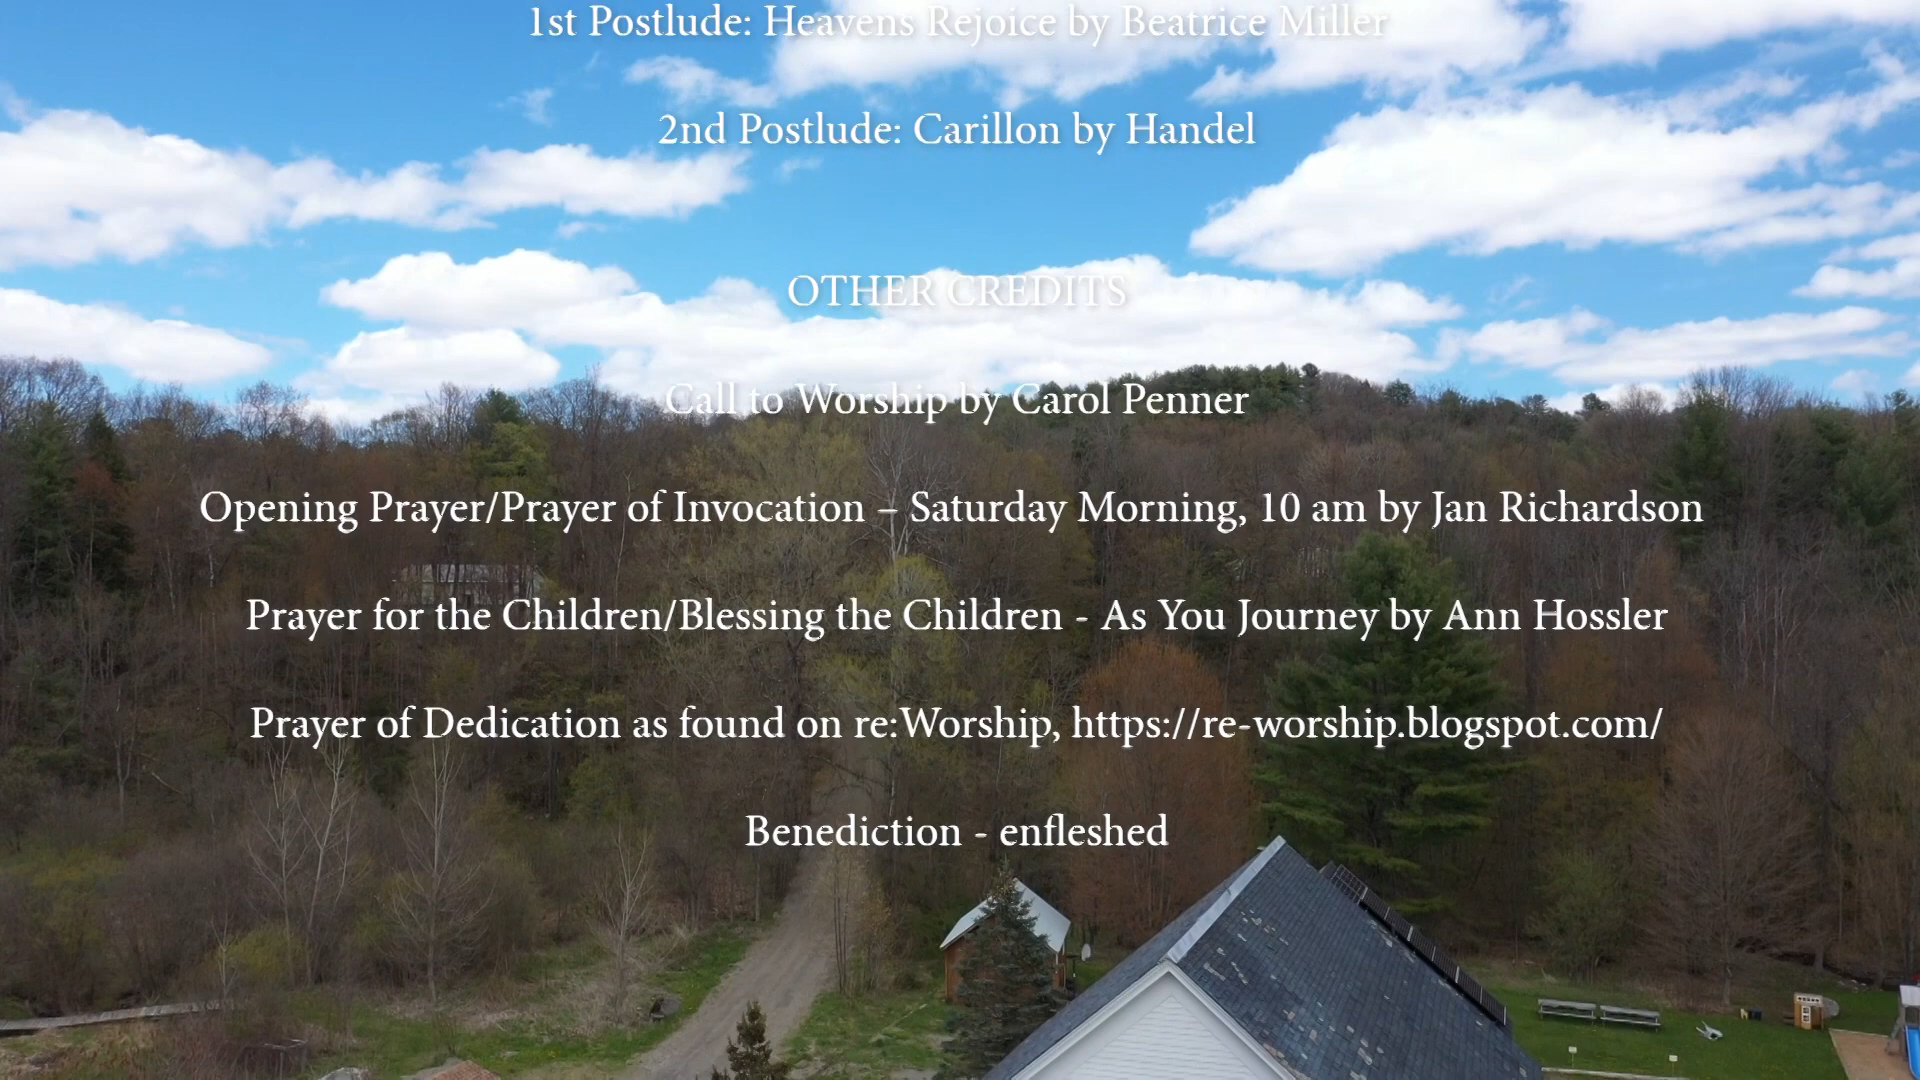 1st Postlude: Heavens Rejoice by Beatrice Miller
2nd Postlude: Carillon by Handel
OTHER CREDITS
Call to Worship by Carol Penner
Opening Prayer/Prayer of Invocation – Saturday Morning, 10 am by Jan Richardson
Prayer for the Children/Blessing the Children - As You Journey by Ann Hossler
Prayer of Dedication as found on re:Worship, https://re-worship.blogspot.com/
Benediction - enfleshed